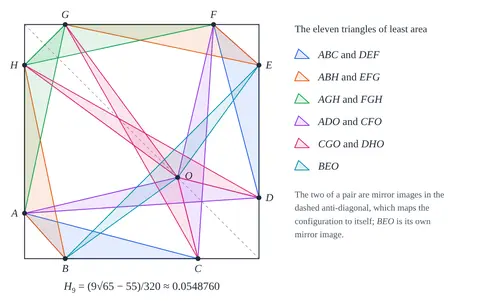 G
F
The eleven triangles of least area
ABC and DEF
H
E
ABH and EFG
AGH and FGH
ADO and CFO
CGO and DHO
BEO
O
D
The two of a pair are mirror images in the
dashed anti-diagonal, which maps the
configuration to itself; BEO is its own
mirror image.
A
B
C
H₉ = (9√65 − 55)/320 ≈ 0.0548760